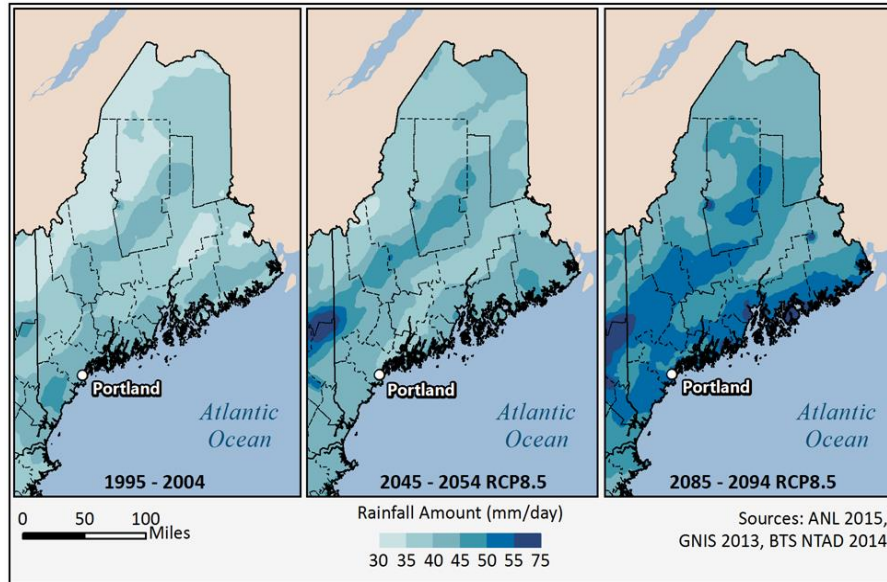 Portland
Atlantic
Ocean
1995 - 2004
Portland
Atlantic
Ocean
2045 - 2054 RCP8.5
Portland
Atlantic
Ocean
2085 - 2094 RCP8.5
0 50 100
Miles
Rainfall Amount (mm/day)
30 35 40 45 50 55 75
Sources: ANL 2015,
GNIS 2013, BTS NTAD 2014